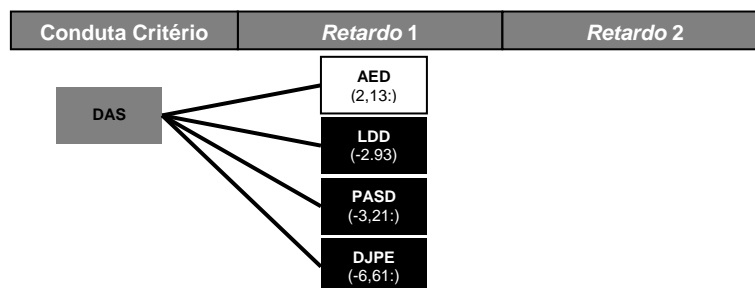 Conduta Critério Retardo 1 Retardo 2
AED
(2,13:)
DAS
LDD
(-2.93)
PASD
(-3,21:)
DJPE
(-6,61:)